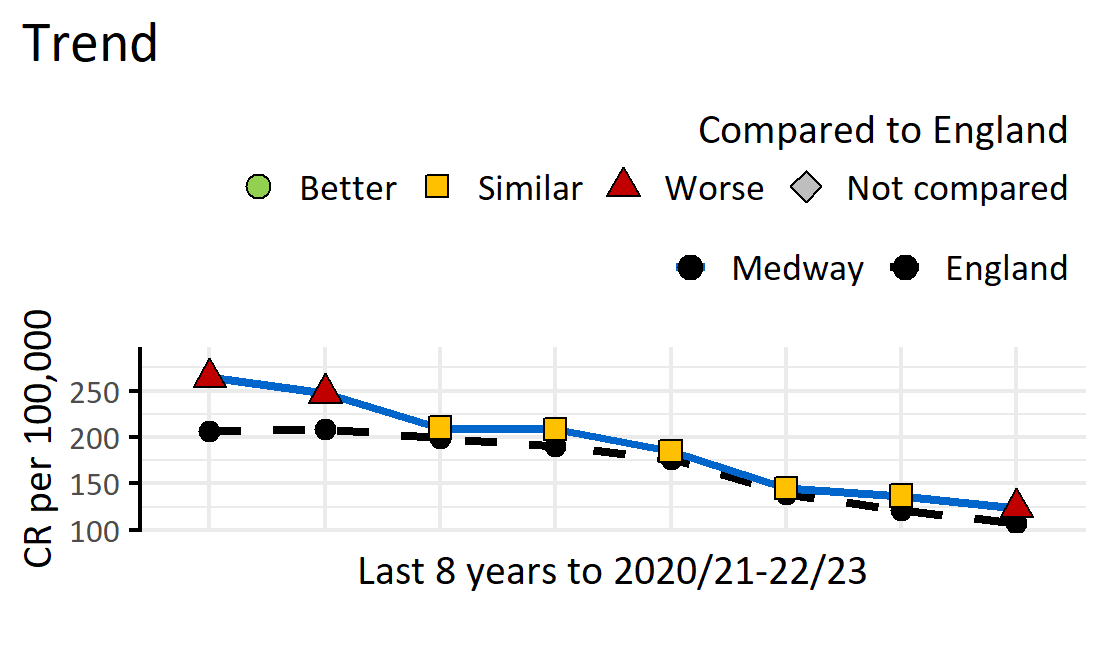 Trend
Compared to England
Better Similar Worse Not compared
Medway England
CR per 100,000
250
200
150
100
Last 8 years to 2020/21-22/23